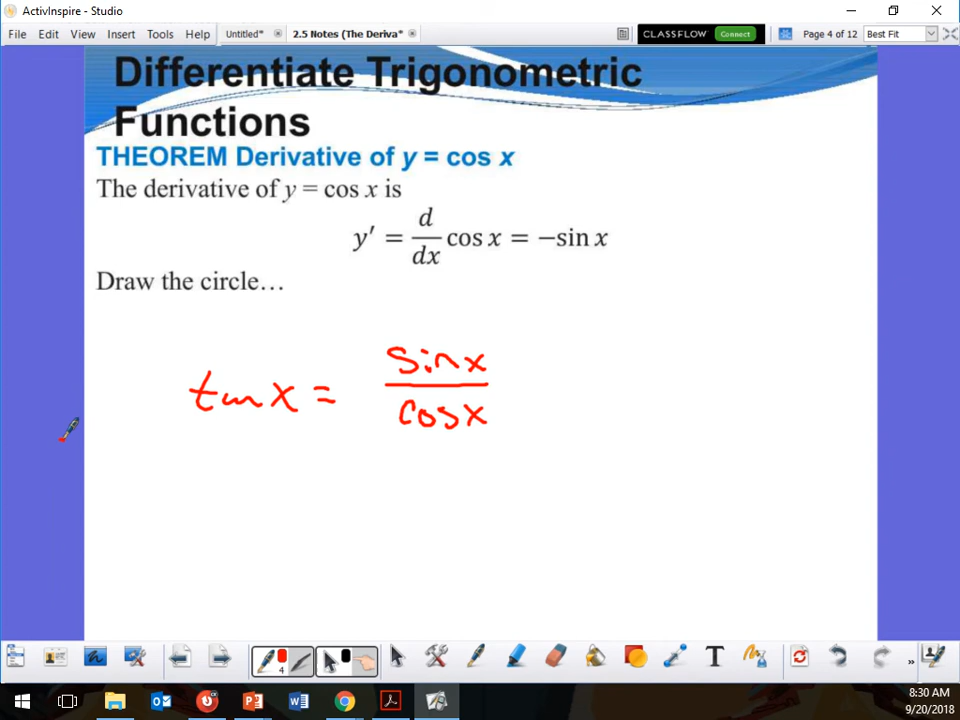 ActivInspire - Studio
File Edit View Insert Tools Help Untitled* 2.5 Notes (The Deriva* CLASSFLOW Connect Page 4 of 12 Best Fit
Differentiate Trigonometric
Functions
THEOREM Derivative of y = cos x
The derivative of y = cos x is
y′ = d/dx cos x = −sin x
Draw the circle…
tan x = sin x / cos x
4
T
»
8:30 AM
9/20/2018